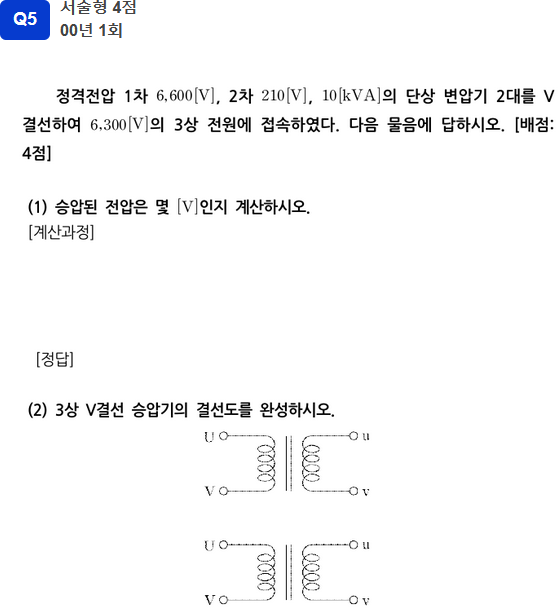 Q5
서술형 4점
00년 1회
정격전압 1차 6,600[V], 2차 210[V], 10[kVA]의 단상 변압기 2대를 V
결선하여 6,300[V]의 3상 전원에 접속하였다. 다음 물음에 답하시오. [배점:
4점]
(1) 승압된 전압은 몇 [V]인지 계산하시오.
[계산과정]
[정답]
(2) 3상 V결선 승압기의 결선도를 완성하시오.
U u
V v
U u
V v